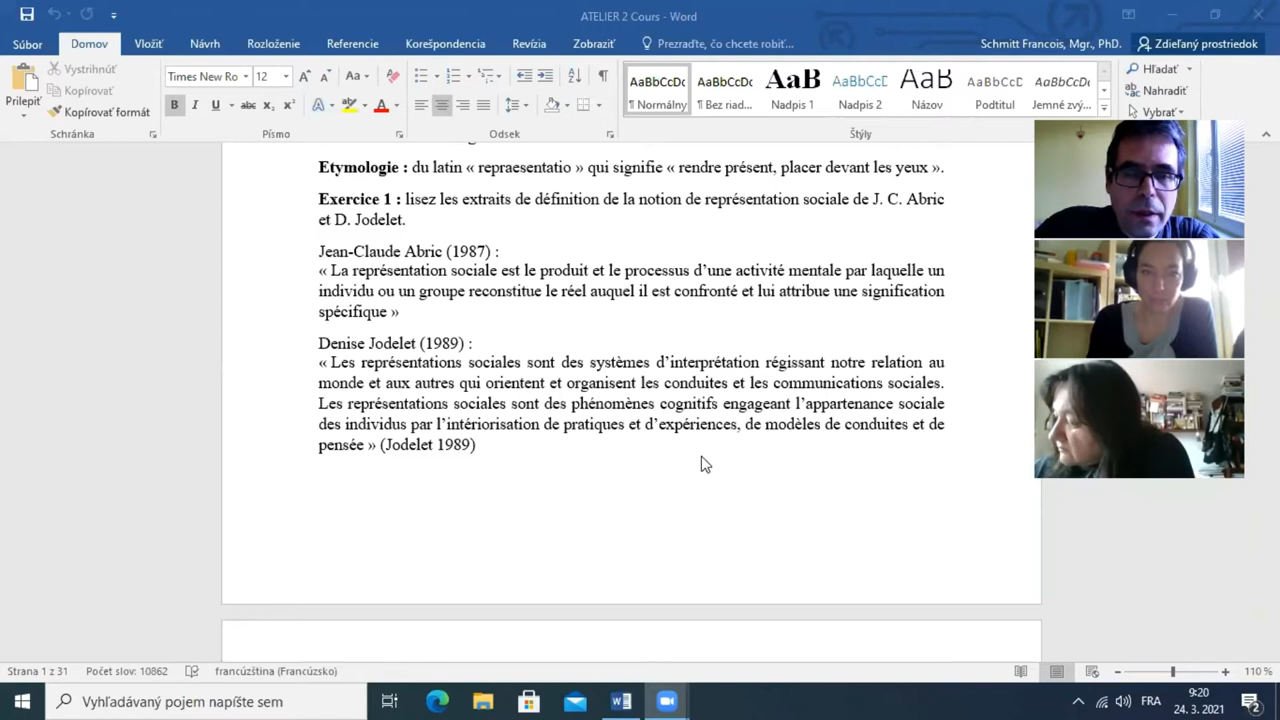 ATELIER 2 Cours - Word
Súbor Domov Vložiť Návrh Rozloženie Referencie Korešpondencia Revízia Zobraziť Prezraďte, čo chcete robiť... Schmitt Francois, Mgr., PhD. Zdieľaný prostriedok
Prilepiť
Vystrihnúť
Kopírovať
Kopírovať formát
Schránka
Times New Ro 12
Písmo
Odsek
AaBbCcDc AaBbCcDc AaB AaBbCcD AaB AaBbCcD AaBbCcDc
¶ Normálny ¶ Bez riad... Nadpis 1 Nadpis 2 Názov Podtitul Jemné zvý...
Štýly
Hľadať
Nahradiť
Vybrať
Etymologie : du latin « repraesentatio » qui signifie « rendre présent, placer devant les yeux ».
Exercice 1 : lisez les extraits de définition de la notion de représentation sociale de J. C. Abric
et D. Jodelet.
Jean-Claude Abric (1987) :
« La représentation sociale est le produit et le processus d’une activité mentale par laquelle un
individu ou un groupe reconstitue le réel auquel il est confronté et lui attribue une signification
spécifique »
Denise Jodelet (1989) :
« Les représentations sociales sont des systèmes d’interprétation régissant notre relation au
monde et aux autres qui orientent et organisent les conduites et les communications sociales.
Les représentations sociales sont des phénomènes cognitifs engageant l’appartenance sociale
des individus par l’intériorisation de pratiques et d’expériences, de modèles de conduites et de
pensée » (Jodelet 1989)
Strana 1 z 31 Počet slov: 10862 francúzština (Francúzsko) 110 %
Vyhľadávaný pojem napíšte sem
FRA
9:20
24. 3. 2021
2